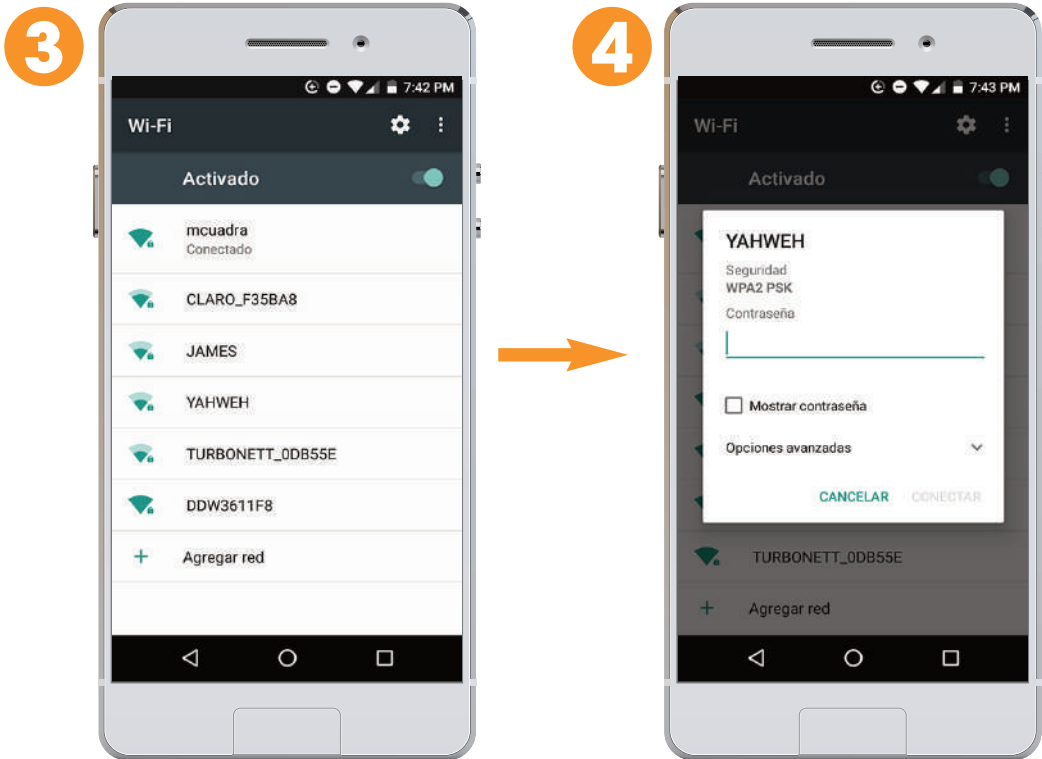 3
7:42 PM
Wi-Fi
Activado
mcuadra
Conectado
CLARO_F35BA8
JAMES
YAHWEH
TURBONETT_0DB55E
DDW3611F8
+ Agregar red
4
7:43 PM
Wi-Fi
Activado
YAHWEH
Seguridad
WPA2 PSK
Contraseña
Mostrar contraseña
Opciones avanzadas
CANCELAR CONECTAR
TURBONETT_0DB55E
+ Agregar red